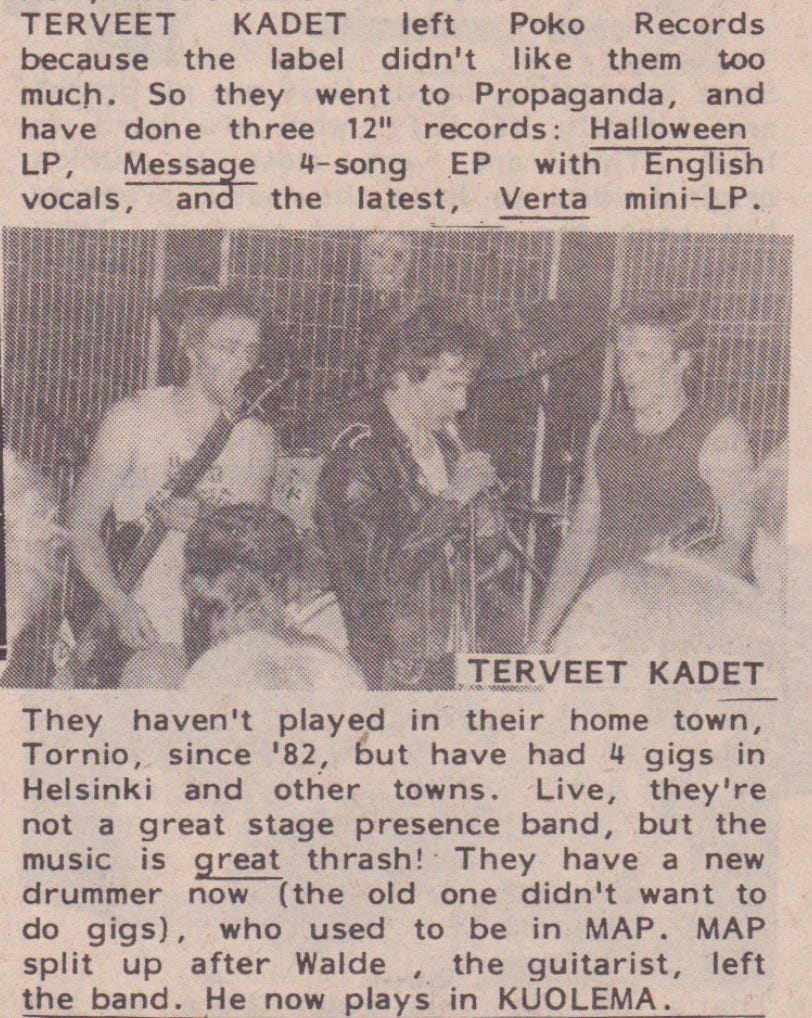 TERVEET KADET left Poko Records
because the label didn't like them too
much. So they went to Propaganda, and
have done three 12" records: Halloween
LP, Message 4-song EP with English
vocals, and the latest, Verta mini-LP.
TERVEET KADET
They haven't played in their home town,
Tornio, since '82, but have had 4 gigs in
Helsinki and other towns. Live, they're
not a great stage presence band, but the
music is great thrash! They have a new
drummer now (the old one didn't want to
do gigs), who used to be in MAP. MAP
split up after Walde , the guitarist, left
the band. He now plays in KUOLEMA.